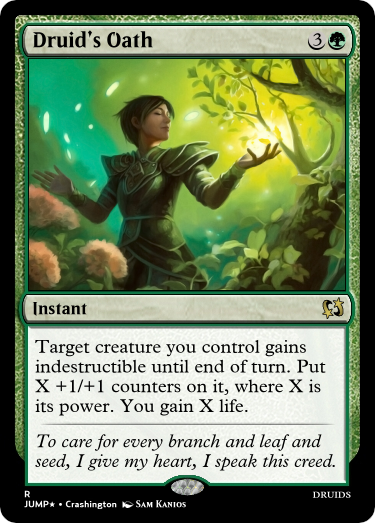 Druid's Oath 3
Instant
Target creature you control gains
indestructible until end of turn. Put
X +1/+1 counters on it, where X is
its power. You gain X life.
To care for every branch and leaf and
seed, I give my heart, I speak this creed.
R DRUIDS
JUMP★ • Crashington Sam Kanios